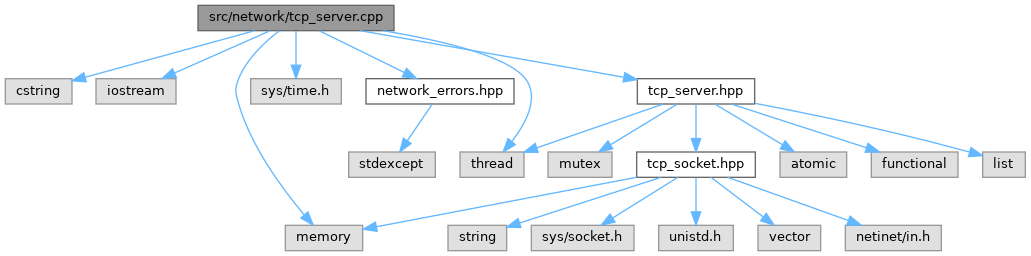 src/network/tcp_server.cpp
cstring
iostream
sys/time.h
network_errors.hpp
tcp_server.hpp
stdexcept
thread
mutex
tcp_socket.hpp
atomic
functional
list
memory
string
sys/socket.h
unistd.h
vector
netinet/in.h